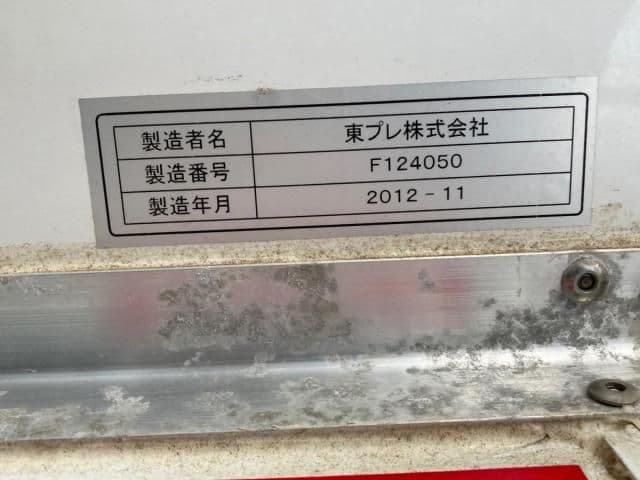 製造者名 東プレ株式会社
製造番号 F124050
製造年月 2012-11